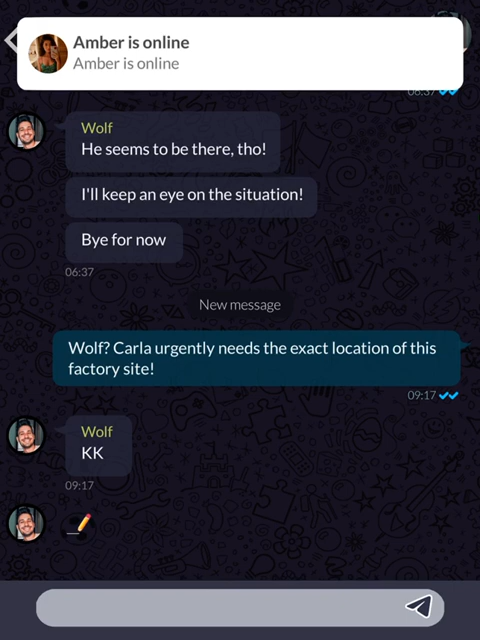 Amber is online
Amber is online
06:37
Wolf
He seems to be there, tho!
I'll keep an eye on the situation!
Bye for now
06:37
New message
Wolf? Carla urgently needs the exact location of this
factory site!
09:17
Wolf
KK
09:17